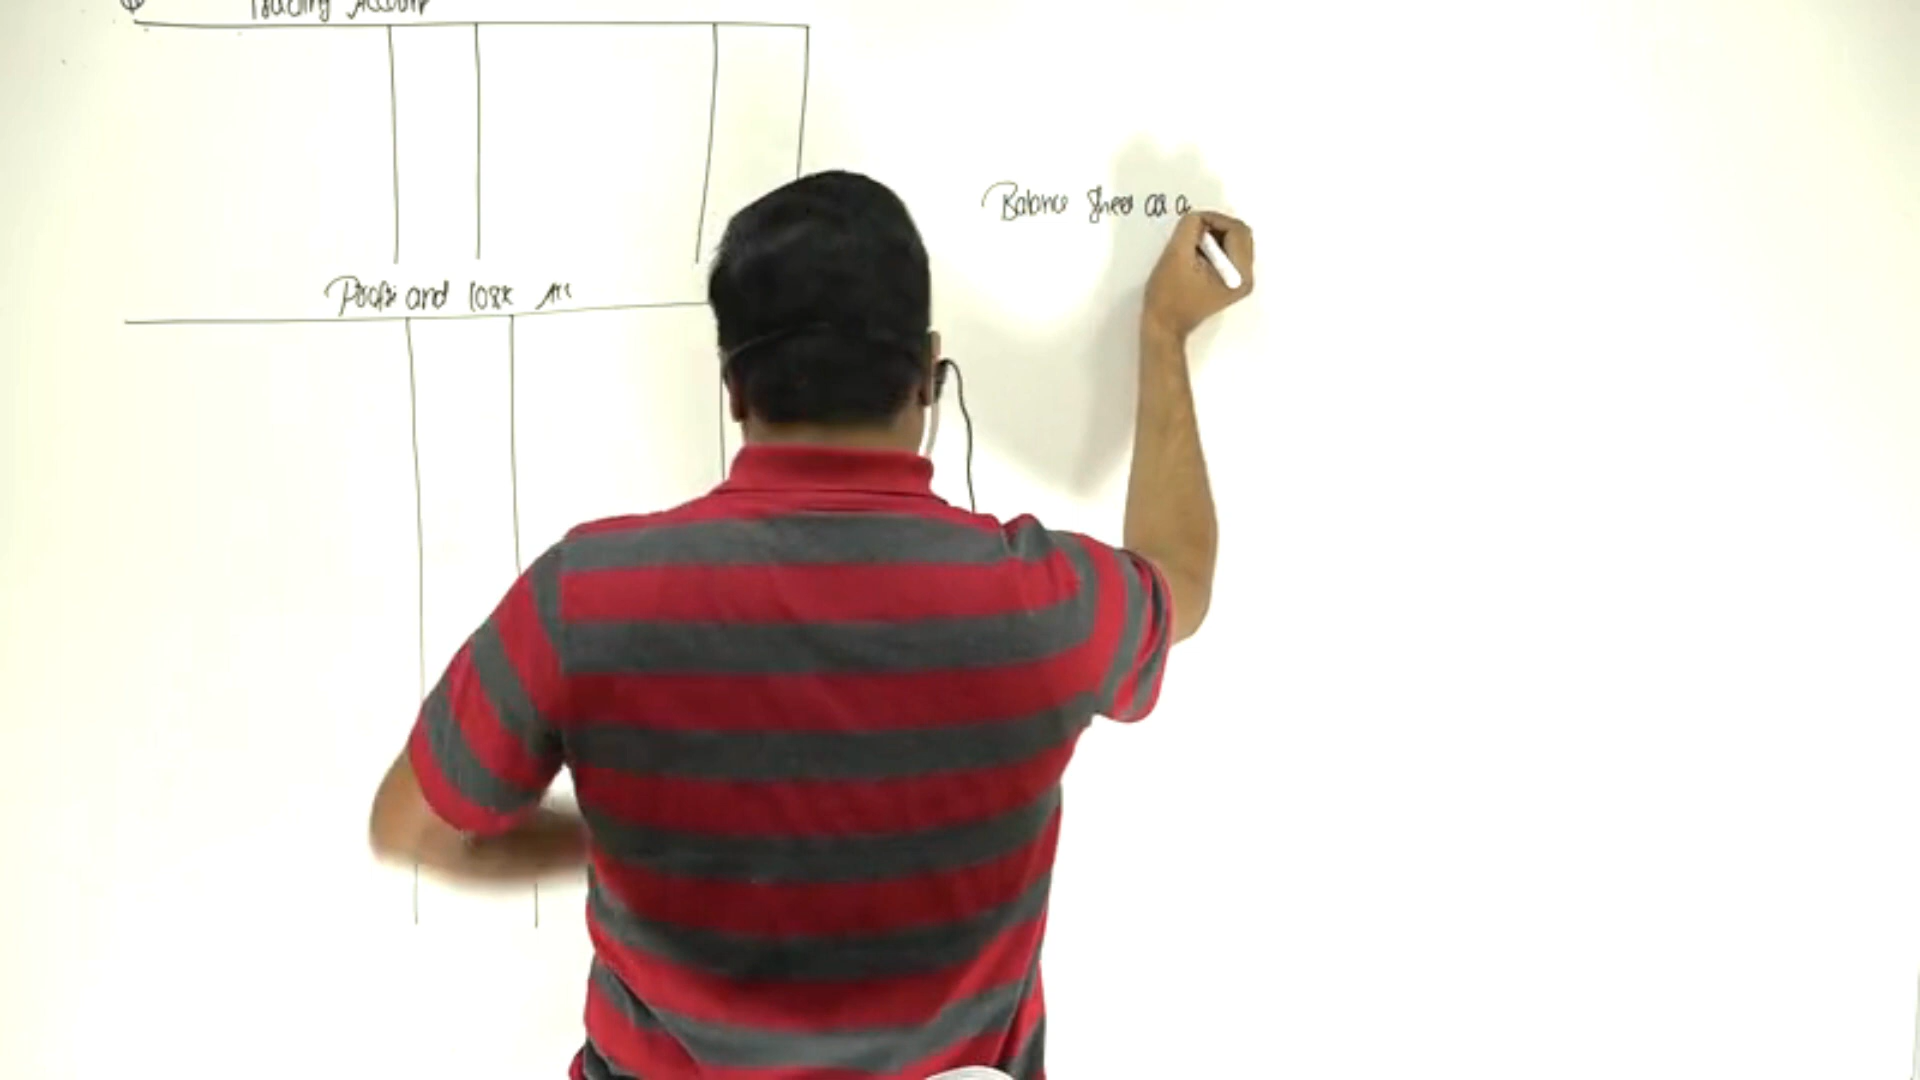 Trading Account
Profit and loss A/c
Balance Sheet as a